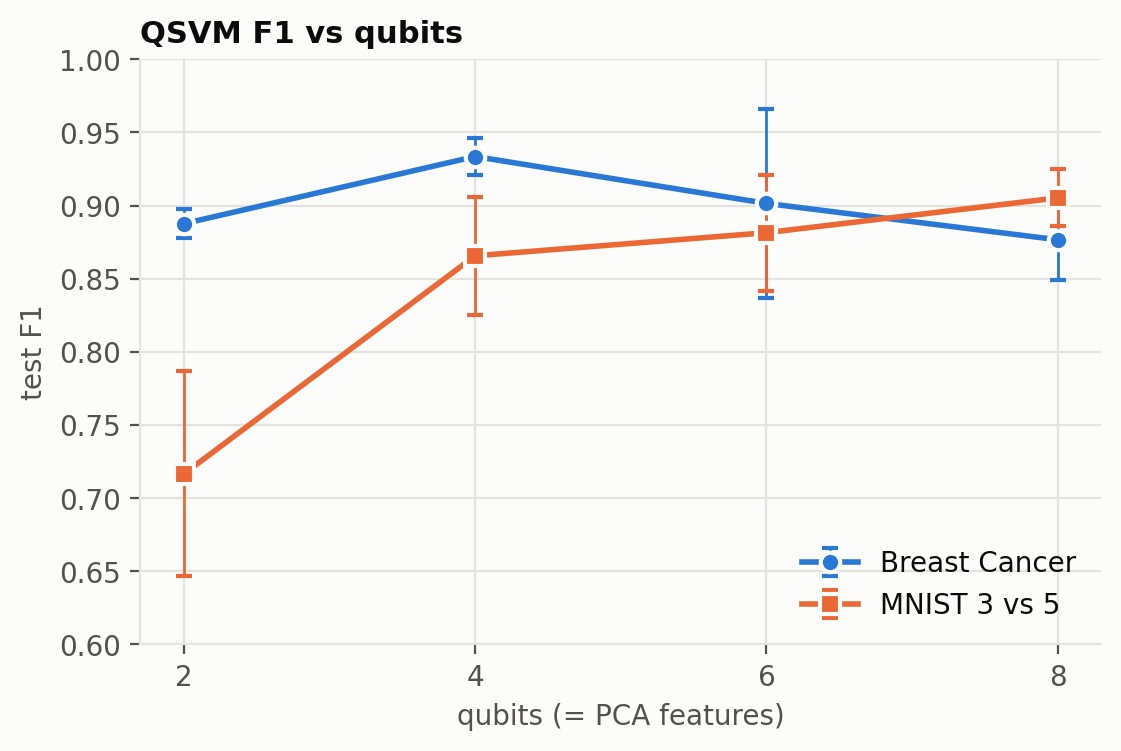 QSVM F1 vs qubits
1.00
0.95
0.90
0.85
0.80
0.75
0.70
0.65
0.60
test F1
2 4 6 8
qubits (= PCA features)
Breast Cancer
MNIST 3 vs 5